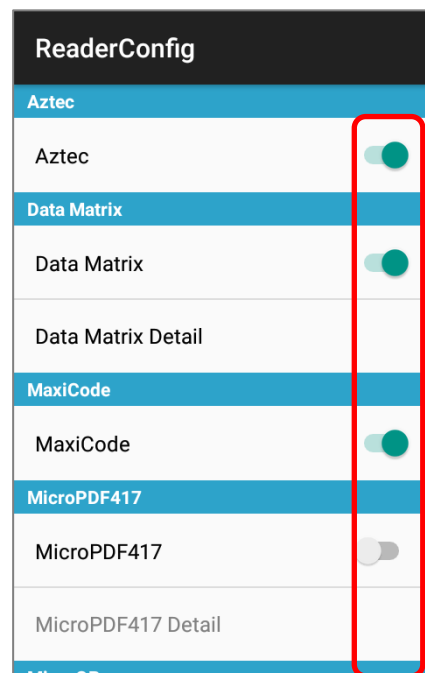 ReaderConfig
Aztec
Aztec
Data Matrix
Data Matrix
Data Matrix Detail
MaxiCode
MaxiCode
MicroPDF417
MicroPDF417
MicroPDF417 Detail